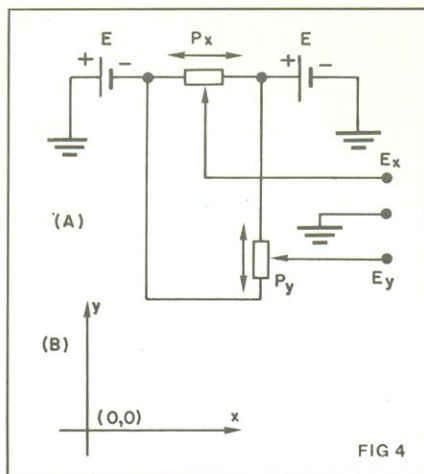 E Px E
+ - + -
Ex
(A)
Py Ey
y
(B)
(0,0) x
FIG 4